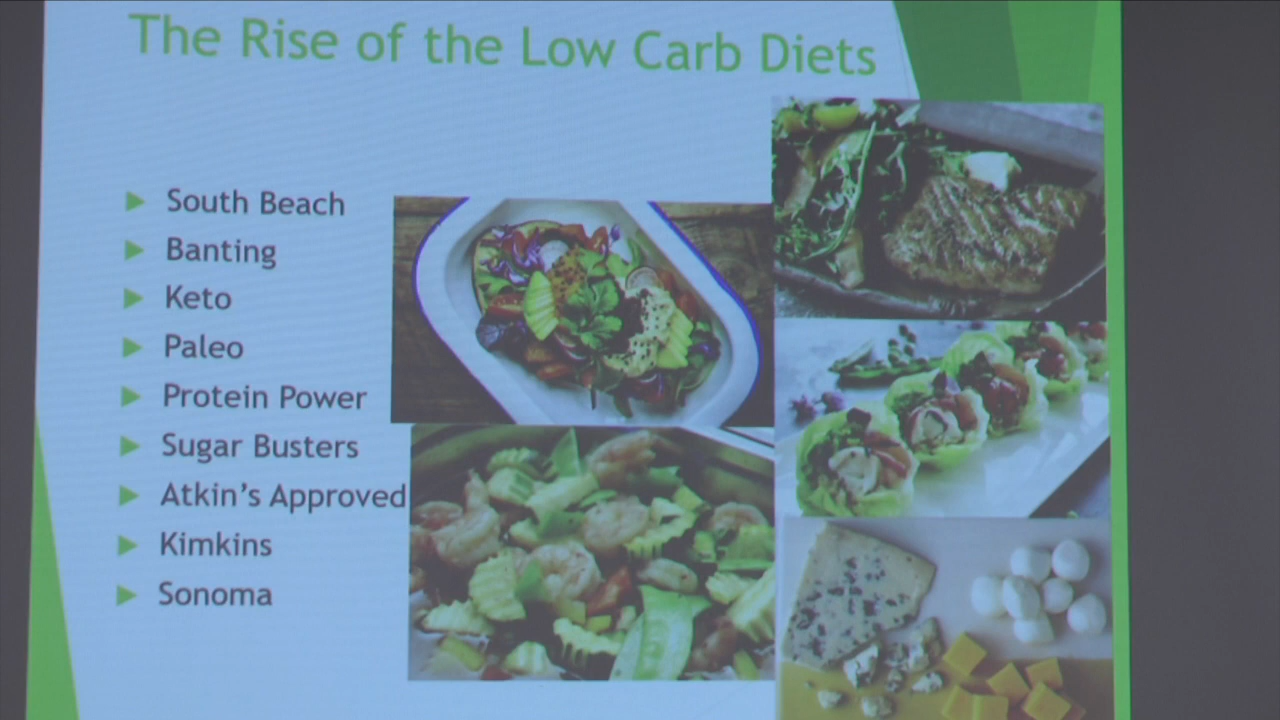 The Rise of the Low Carb Diets
South Beach
Banting
Keto
Paleo
Protein Power
Sugar Busters
Atkin's Approved
Kimkins
Sonoma